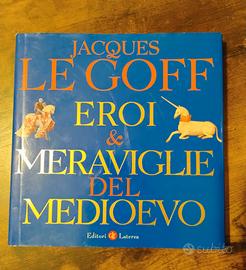 JACQUES
LE GOFF
EROI
&
MERAVIGLIE
DEL
MEDIOEVO
Editori Laterza
subito